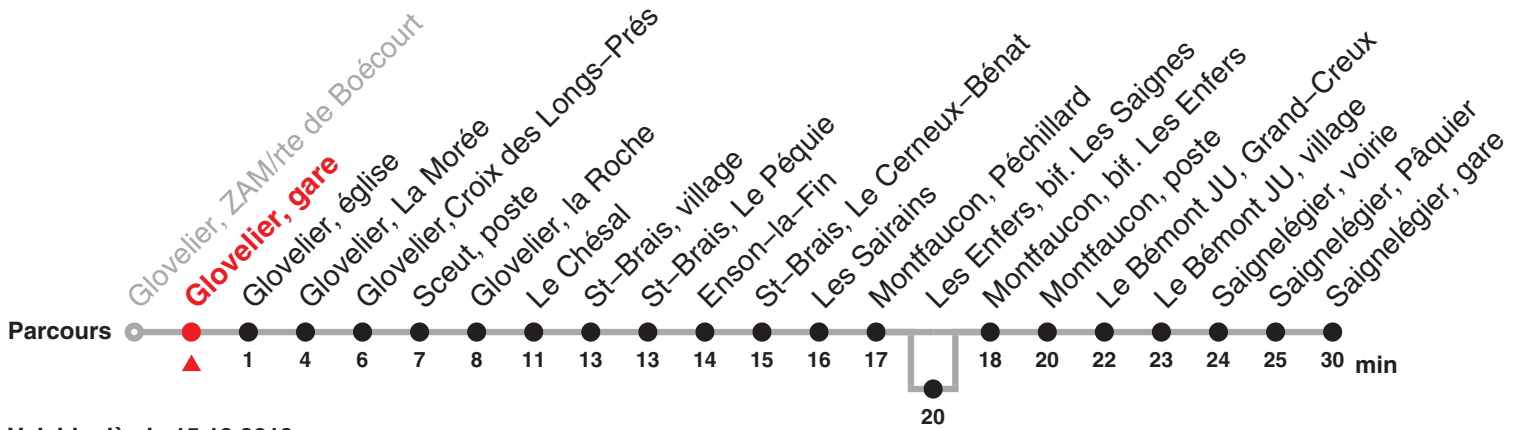 Glovelier, ZAM/rte de Boécourt
Glovelier, gare
Glovelier, église
Glovelier, La Morée
Glovelier, Croix des Longs–Prés
Sceut, poste
Glovelier, la Roche
Le Chésal
St–Brais, village
St–Brais, Le Péquie
Enson–la–Fin
St–Brais, Le Cerneux–Bénat
Les Sairains
Montfaucon, Péchillard
Les Enfers, bif. Les Saignes
Montfaucon, bif. Les Enfers
Montfaucon, poste
Le Bémont JU, Grand–Creux
Le Bémont JU, village
Saignelégier, voirie
Saignelégier, Pâquier
Saignelégier, gare
Parcours
1 4 6 7 8 11 13 13 14 15 16 17 18 20 22 23 24 25 30 min
20